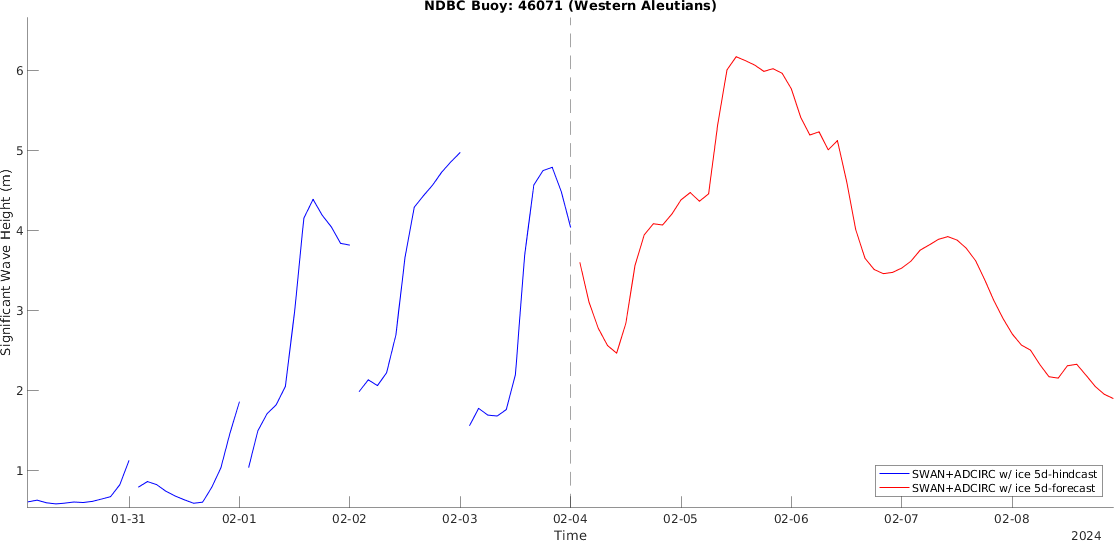 NDBC Buoy: 46071 (Western Aleutians)
Significant Wave Height (m)
6
5
4
3
2
1
SWAN+ADCIRC w/ ice 5d-hindcast
SWAN+ADCIRC w/ ice 5d-forecast
01-31 02-01 02-02 02-03 02-04 02-05 02-06 02-07 02-08
Time
2024